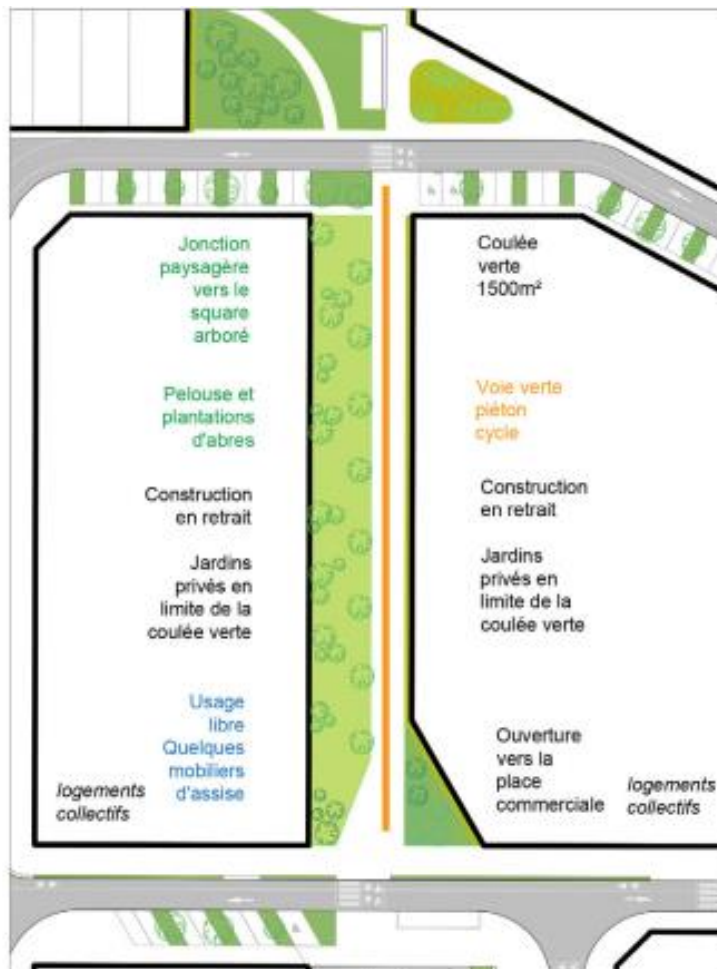 Jonction
paysagère
vers le
square
arboré
Pelouse et
plantations
d'abres
Construction
en retrait
Jardins
privés en
limite de la
coulée verte
Usage
libre
Quelques
mobiliers
d'assise
logements
collectifs
Coulée
verte
1500m²
Voie verte
piéton
cycle
Construction
en retrait
Jardins
privés en
limite de la
coulée verte
Ouverture
vers la
place
commerciale
logements
collectifs